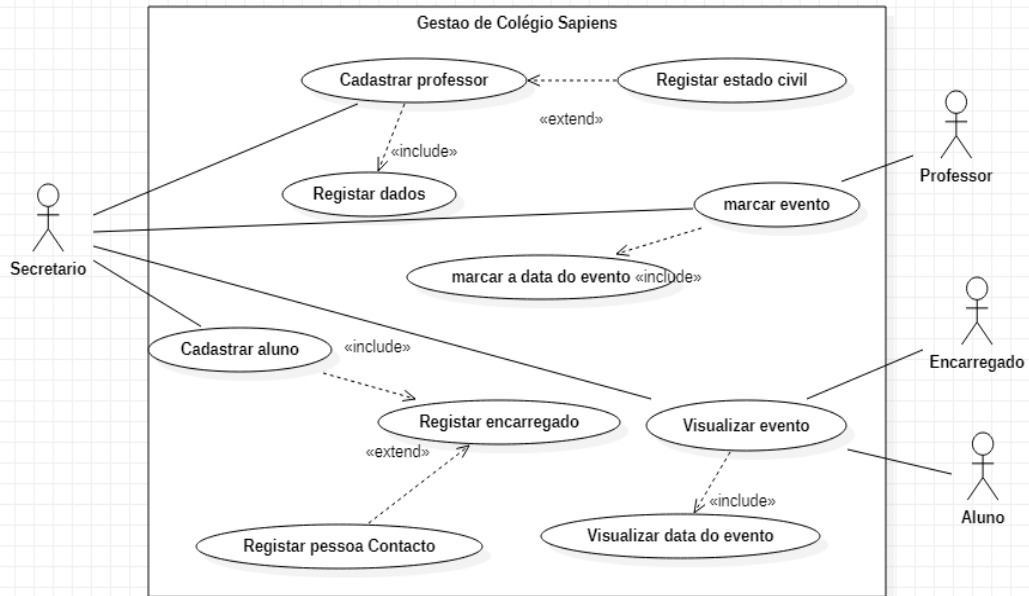 Gestao de Colégio Sapiens
Cadastrar professor
Registar estado civil
«extend»
«include»
Professor
Registar dados
marcar evento
Secretario
marcar a data do evento
«include»
Cadastrar aluno
«include»
Encarregado
Registar encarregado
Visualizar evento
«extend»
«include»
Aluno
Registar pessoa Contacto
Visualizar data do evento